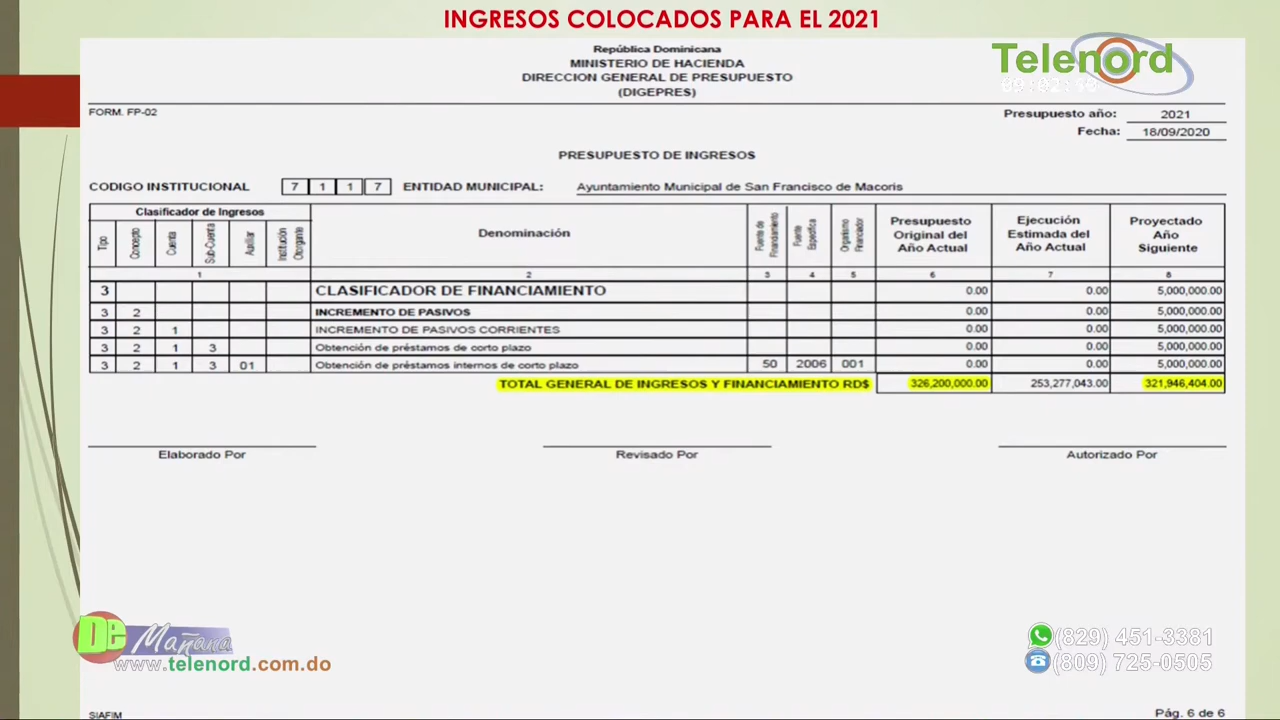 INGRESOS COLOCADOS PARA EL 2021
República Dominicana
MINISTERIO DE HACIENDA
DIRECCION GENERAL DE PRESUPUESTO
(DIGEPRES)
Telenord
FORM. FP-02
Presupuesto año: 2021
Fecha: 18/09/2020
PRESUPUESTO DE INGRESOS
CODIGO INSTITUCIONAL 7 1 1 7 ENTIDAD MUNICIPAL: Ayuntamiento Municipal de San Francisco de Macoris
Clasificador de Ingresos
Tipo Concepto Cuenta Sub-Cuenta Auxiliar Institución Otorgante Denominación Fuente de Financiamiento Fuente Especifica Organismo Financiador Presupuesto Original del Año Actual Ejecución Estimada del Año Actual Proyectado Año Siguiente
1 2 3 4 5 6 7 8
3 CLASIFICADOR DE FINANCIAMIENTO 0.00 0.00 5,000,000.00
3 2 INCREMENTO DE PASIVOS 0.00 0.00 5,000,000.00
3 2 1 INCREMENTO DE PASIVOS CORRIENTES 0.00 0.00 5,000,000.00
3 2 1 3 Obtención de préstamos de corto plazo 0.00 0.00 5,000,000.00
3 2 1 3 01 Obtención de préstamos internos de corto plazo 50 2006 001 0.00 0.00 5,000,000.00
TOTAL GENERAL DE INGRESOS Y FINANCIAMIENTO RD$ 326,200,000.00 253,277,043.00 321,946,404.00
Elaborado Por Revisado Por Autorizado Por
De Mañana
www.telenord.com.do
(829) 451-3381
(809) 725-0505
SIAFIM
Pág. 6 de 6